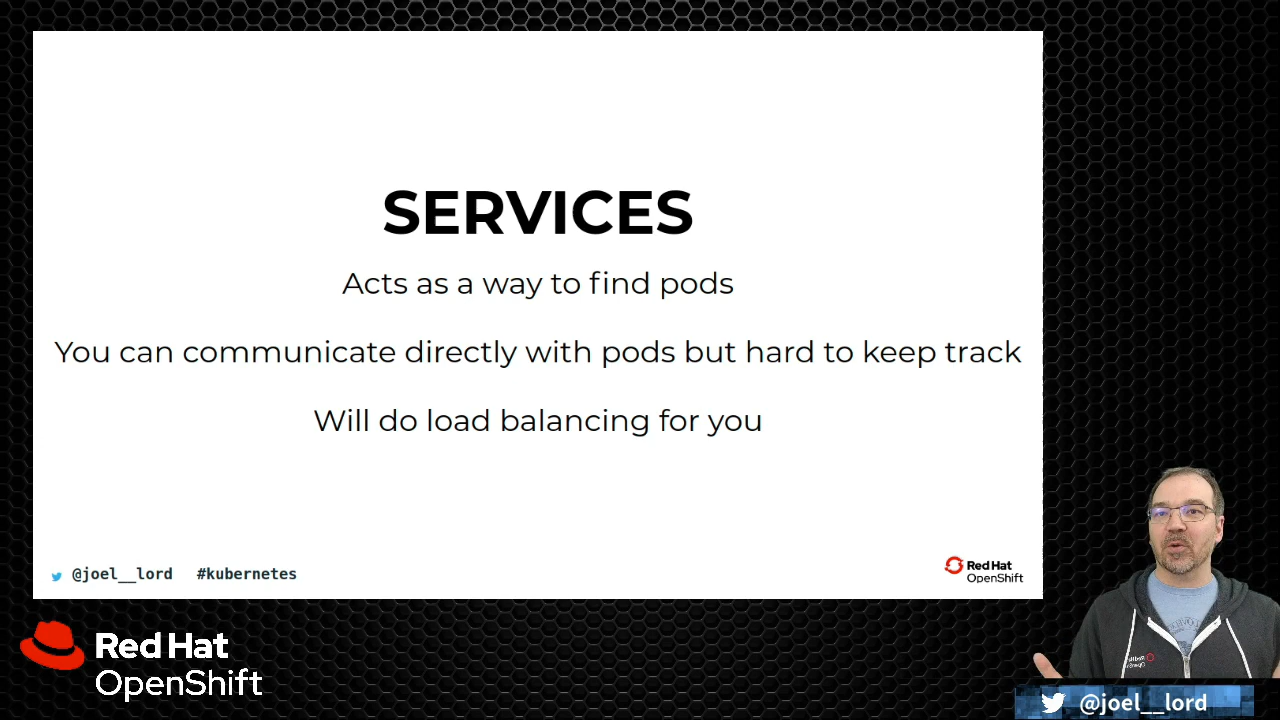 SERVICES
Acts as a way to find pods
You can communicate directly with pods but hard to keep track
Will do load balancing for you
@joel__lord #kubernetes
Red Hat
OpenShift
Red Hat
OpenShift
@joel__lord